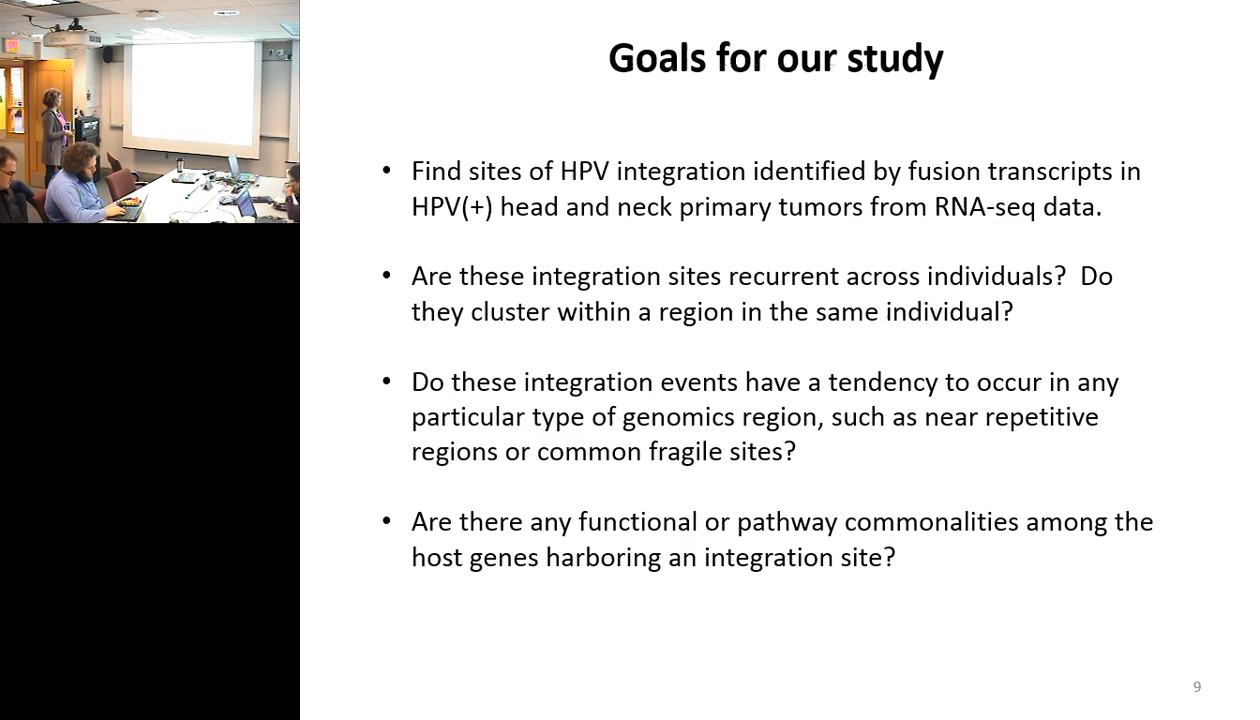 Goals for our study
• Find sites of HPV integration identified by fusion transcripts in
HPV(+) head and neck primary tumors from RNA-seq data.
• Are these integration sites recurrent across individuals?  Do
they cluster within a region in the same individual?
• Do these integration events have a tendency to occur in any
particular type of genomics region, such as near repetitive
regions or common fragile sites?
• Are there any functional or pathway commonalities among the
host genes harboring an integration site?
9